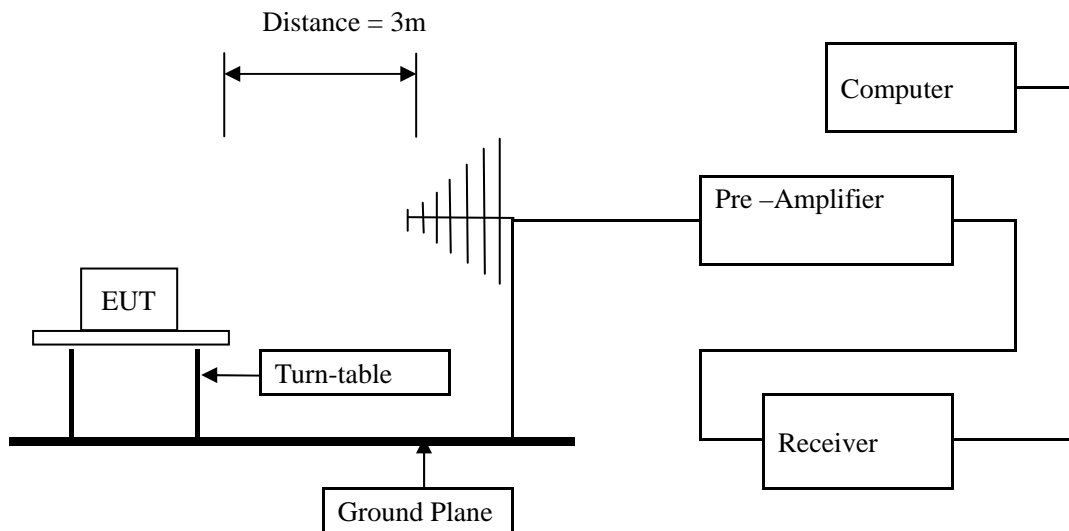 Distance = 3m
Computer
Pre –Amplifier
EUT
Turn-table
Receiver
Ground Plane